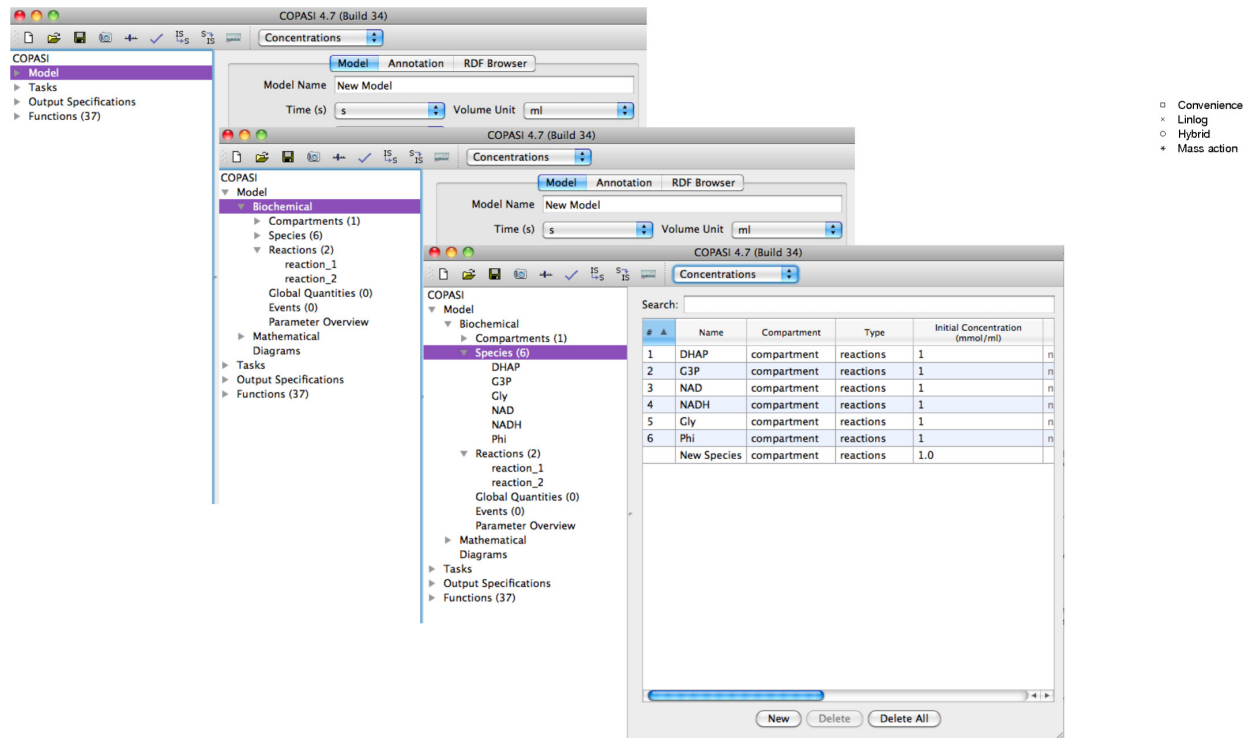 COPASI 4.7 (Build 34)
IS S
S IS
Concentrations
COPASI
Model
Tasks
Output Specifications
Functions (37)
Model Annotation RDF Browser
Model Name New Model
Time (s) s Volume Unit ml
COPASI 4.7 (Build 34)
IS S
S IS
Concentrations
COPASI
Model
Biochemical
Compartments (1)
Species (6)
Reactions (2)
reaction_1
reaction_2
Global Quantities (0)
Events (0)
Parameter Overview
Mathematical
Diagrams
Tasks
Output Specifications
Functions (37)
Model Annotation RDF Browser
Model Name New Model
Time (s) s Volume Unit ml
COPASI 4.7 (Build 34)
IS S
S IS
Concentrations
COPASI
Model
Biochemical
Compartments (1)
Species (6)
DHAP
G3P
Gly
NAD
NADH
Phi
Reactions (2)
reaction_1
reaction_2
Global Quantities (0)
Events (0)
Parameter Overview
Mathematical
Diagrams
Tasks
Output Specifications
Functions (37)
Search:
# Name Compartment Type Initial Concentration
(mmol/ml)
1 DHAP compartment reactions 1 n
2 G3P compartment reactions 1 n
3 NAD compartment reactions 1 n
4 NADH compartment reactions 1 n
5 Gly compartment reactions 1 n
6 Phi compartment reactions 1 n
New Species compartment reactions 1.0
New Delete Delete All
Convenience
Linlog
Hybrid
Mass action